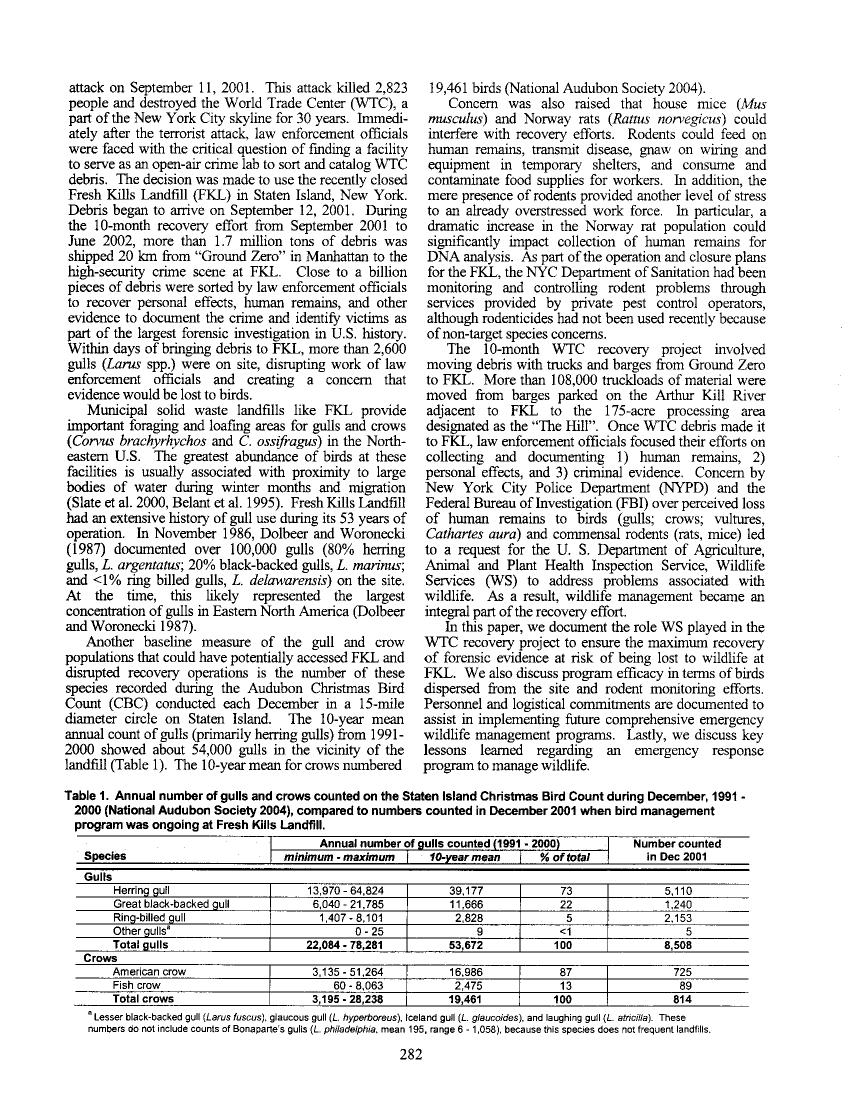 attack on September 11, 2001. This attack killed 2,823
people and destroyed the World Trade Center (WTC), a
part of the New York City skyline for 30 years. Immedi-
ately after the terrorist attack, law enforcement officials
were faced with the critical question of finding a facility
to serve as an open-air crime lab to sort and catalog WTC
debris. The decision was made to use the recently closed
Fresh Kills Landfill (FKL) in Staten Island, New York.
Debris began to arrive on September 12, 2001. During
the 10-month recovery effort from September 2001 to
June 2002, more than 1.7 million tons of debris was
shipped 20 km from “Ground Zero” in Manhattan to the
high-security crime scene at FKL. Close to a billion
pieces of debris were sorted by law enforcement officials
to recover personal effects, human remains, and other
evidence to document the crime and identify victims as
part of the largest forensic investigation in U.S. history.
Within days of bringing debris to FKL, more than 2,600
gulls (Larus spp.) were on site, disrupting work of law
enforcement officials and creating a concern that
evidence would be lost to birds.
Municipal solid waste landfills like FKL provide
important foraging and loafing areas for gulls and crows
(Corvus brachyrhychos and C. ossifragus) in the North-
eastern U.S. The greatest abundance of birds at these
facilities is usually associated with proximity to large
bodies of water during winter months and migration
(Slate et al. 2000, Belant et al. 1995). Fresh Kills Landfill
had an extensive history of gull use during its 53 years of
operation. In November 1986, Dolbeer and Woronecki
(1987) documented over 100,000 gulls (80% herring
gulls, L. argentatus; 20% black-backed gulls, L. marinus;
and <1% ring billed gulls, L. delawarensis) on the site.
At the time, this likely represented the largest
concentration of gulls in Eastern North America (Dolbeer
and Woronecki 1987).
Another baseline measure of the gull and crow
populations that could have potentially accessed FKL and
disrupted recovery operations is the number of these
species recorded during the Audubon Christmas Bird
Count (CBC) conducted each December in a 15-mile
diameter circle on Staten Island. The 10-year mean
annual count of gulls (primarily herring gulls) from 1991-
2000 showed about 54,000 gulls in the vicinity of the
landfill (Table 1). The 10-year mean for crows numbered
19,461 birds (National Audubon Society 2004).
Concern was also raised that house mice (Mus
musculus) and Norway rats (Rattus norvegicus) could
interfere with recovery efforts. Rodents could feed on
human remains, transmit disease, gnaw on wiring and
equipment in temporary shelters, and consume and
contaminate food supplies for workers. In addition, the
mere presence of rodents provided another level of stress
to an already overstressed work force. In particular, a
dramatic increase in the Norway rat population could
significantly impact collection of human remains for
DNA analysis. As part of the operation and closure plans
for the FKL, the NYC Department of Sanitation had been
monitoring and controlling rodent problems through
services provided by private pest control operators,
although rodenticides had not been used recently because
of non-target species concerns.
The 10-month WTC recovery project involved
moving debris with trucks and barges from Ground Zero
to FKL. More than 108,000 truckloads of material were
moved from barges parked on the Arthur Kill River
adjacent to FKL to the 175-acre processing area
designated as the “The Hill”. Once WTC debris made it
to FKL, law enforcement officials focused their efforts on
collecting and documenting 1) human remains, 2)
personal effects, and 3) criminal evidence. Concern by
New York City Police Department (NYPD) and the
Federal Bureau of Investigation (FBI) over perceived loss
of human remains to birds (gulls; crows; vultures,
Cathartes aura) and commensal rodents (rats, mice) led
to a request for the U. S. Department of Agriculture,
Animal and Plant Health Inspection Service, Wildlife
Services (WS) to address problems associated with
wildlife. As a result, wildlife management became an
integral part of the recovery effort.
In this paper, we document the role WS played in the
WTC recovery project to ensure the maximum recovery
of forensic evidence at risk of being lost to wildlife at
FKL. We also discuss program efficacy in terms of birds
dispersed from the site and rodent monitoring efforts.
Personnel and logistical commitments are documented to
assist in implementing future comprehensive emergency
wildlife management programs. Lastly, we discuss key
lessons learned regarding an emergency response
program to manage wildlife.
Table 1. Annual number of gulls and crows counted on the Staten Island Christmas Bird Count during December, 1991 -
2000 (National Audubon Society 2004), compared to numbers counted in December 2001 when bird management
program was ongoing at Fresh Kills Landfill.
Annual number of gulls counted (1991 - 2000) Number counted
Species minimum - maximum 10-year mean % of total in Dec 2001
Gulls
Herring gull 13,970 - 64,824 39,177 73 5,110
Great black-backed gull 6,040 - 21,785 11,666 22 1,240
Ring-billed gull 1,407 - 8,101 2,828 5 2,153
Other gullsª 0 - 25 9 <1 5
Total gulls 22,084 - 78,281 53,672 100 8,508
Crows
American crow 3,135 - 51,264 16,986 87 725
Fish crow 60 - 8,063 2,475 13 89
Total crows 3,195 - 28,238 19,461 100 814
ª Lesser black-backed gull (Larus fuscus), glaucous gull (L. hyperboreus), Iceland gull (L. glaucoides), and laughing gull (L. atricilla). These
numbers do not include counts of Bonaparte's gulls (L. philadelphia, mean 195, range 6 - 1,058), because this species does not frequent landfills.
282